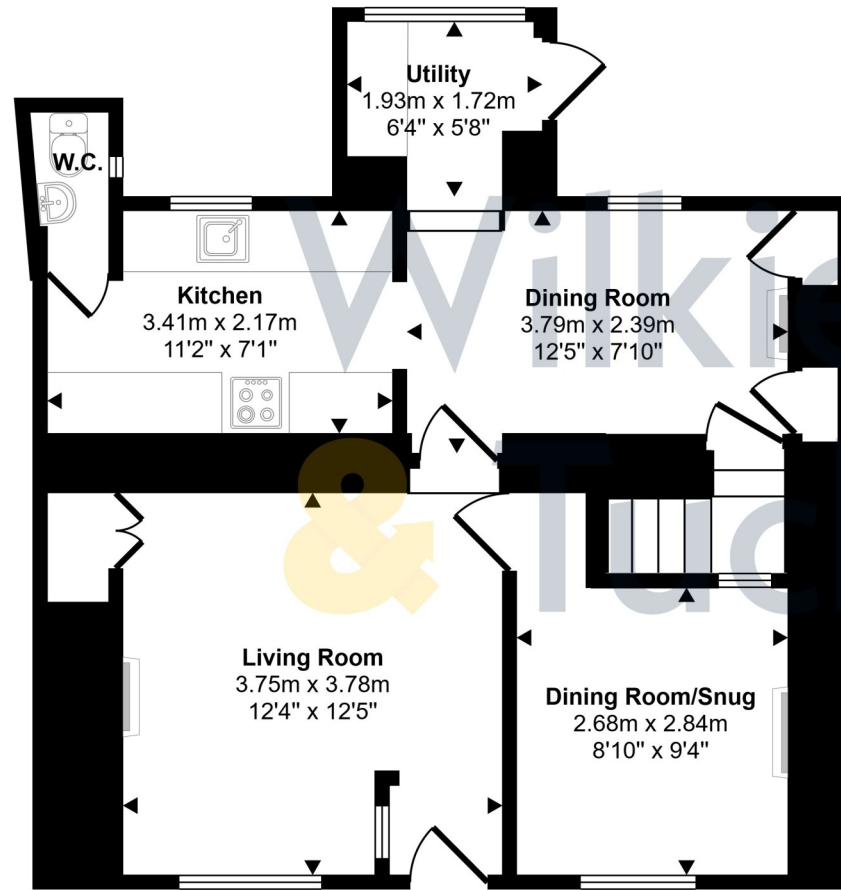 Utility
1.93m x 1.72m
6'4" x 5'8"
W.C.
Kitchen
3.41m x 2.17m
11'2" x 7'1"
Dining Room
3.79m x 2.39m
12'5" x 7'10"
Living Room
3.75m x 3.78m
12'4" x 12'5"
Dining Room/Snug
2.68m x 2.84m
8'10" x 9'4"
Wilkie
& Tuc